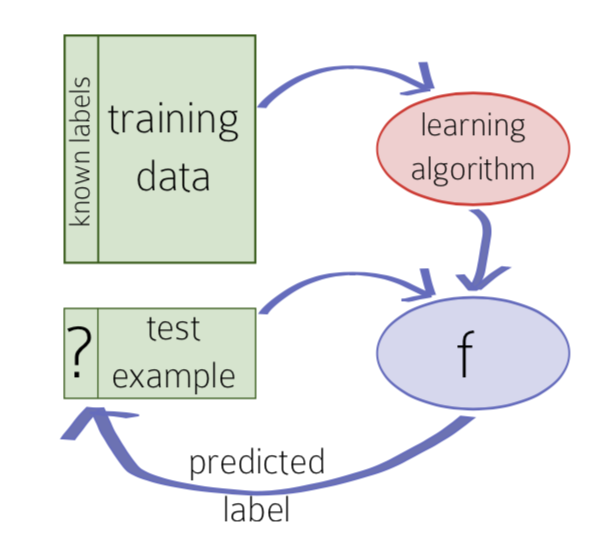 known labels
training
data
learning
algorithm
?
test
example
f
predicted
label